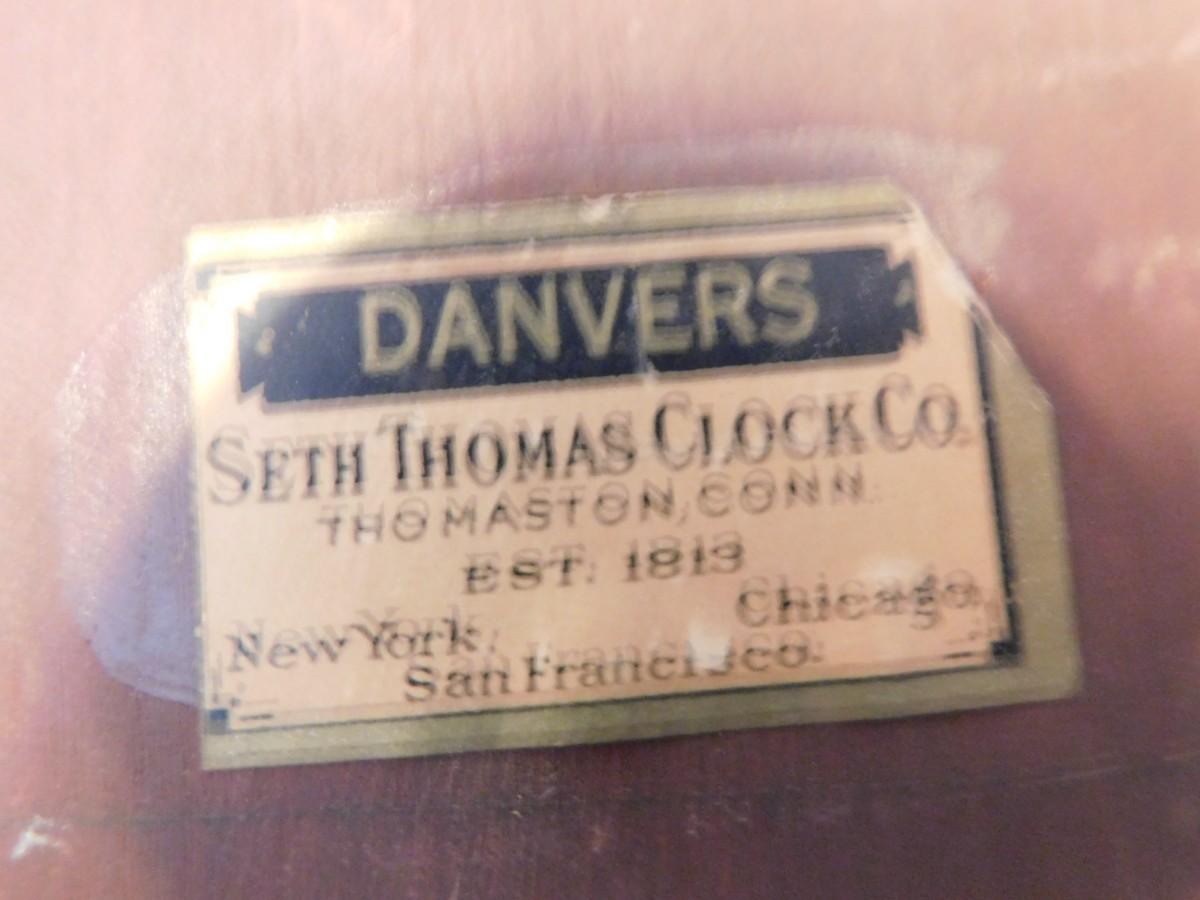 DANVERS
SETH THOMAS CLOCK CO.
THOMASTON, CONN.
EST. 1813
New York, Chicago,
San Francisco.